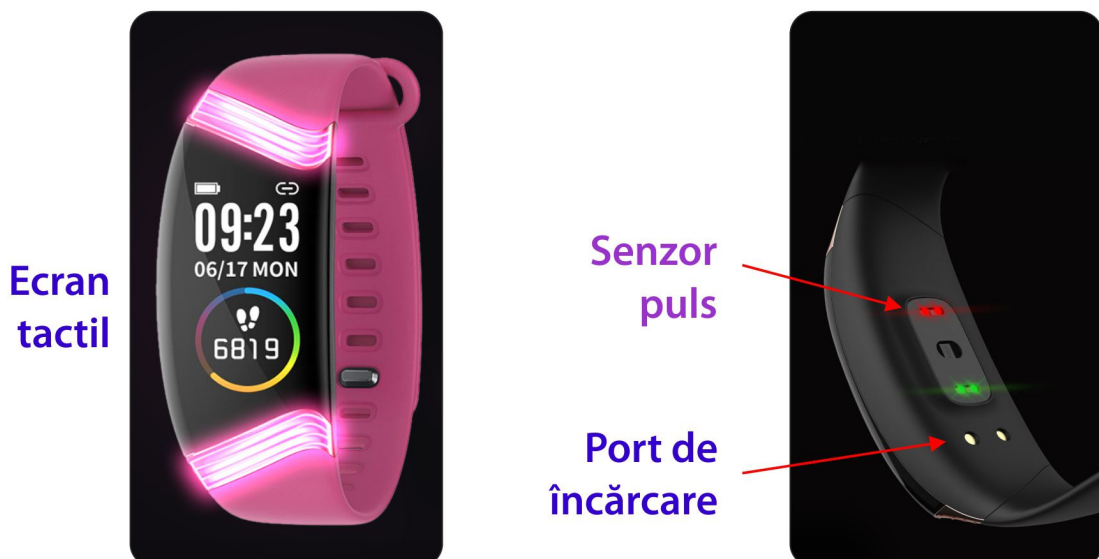 Ecran
tactil
09:23
06/17 MON
6819
Senzor
puls
Port de
încărcare